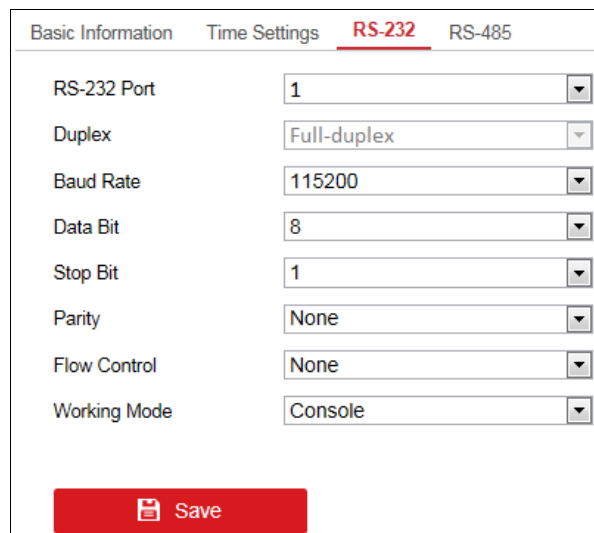 Basic Information Time Settings RS-232 RS-485
RS-232 Port 1
Duplex Full-duplex
Baud Rate 115200
Data Bit 8
Stop Bit 1
Parity None
Flow Control None
Working Mode Console
Save